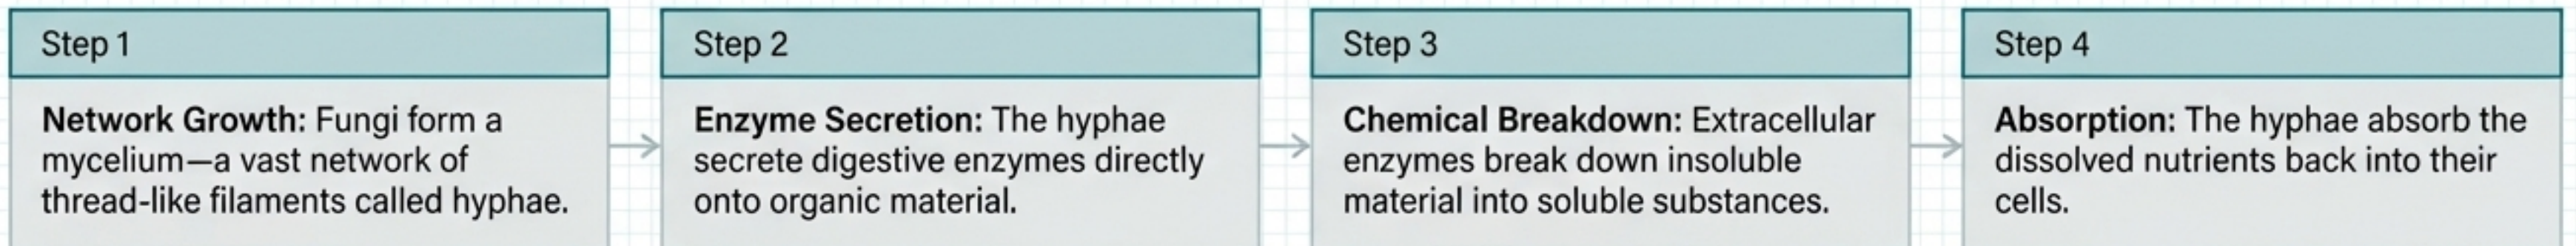 Step 1
Network Growth: Fungi form a
mycelium—a vast network of
thread-like filaments called hyphae.
Step 2
Enzyme Secretion: The hyphae
secrete digestive enzymes directly
onto organic material.
Step 3
Chemical Breakdown: Extracellular
enzymes break down insoluble
material into soluble substances.
Step 4
Absorption: The hyphae absorb the
dissolved nutrients back into their
cells.